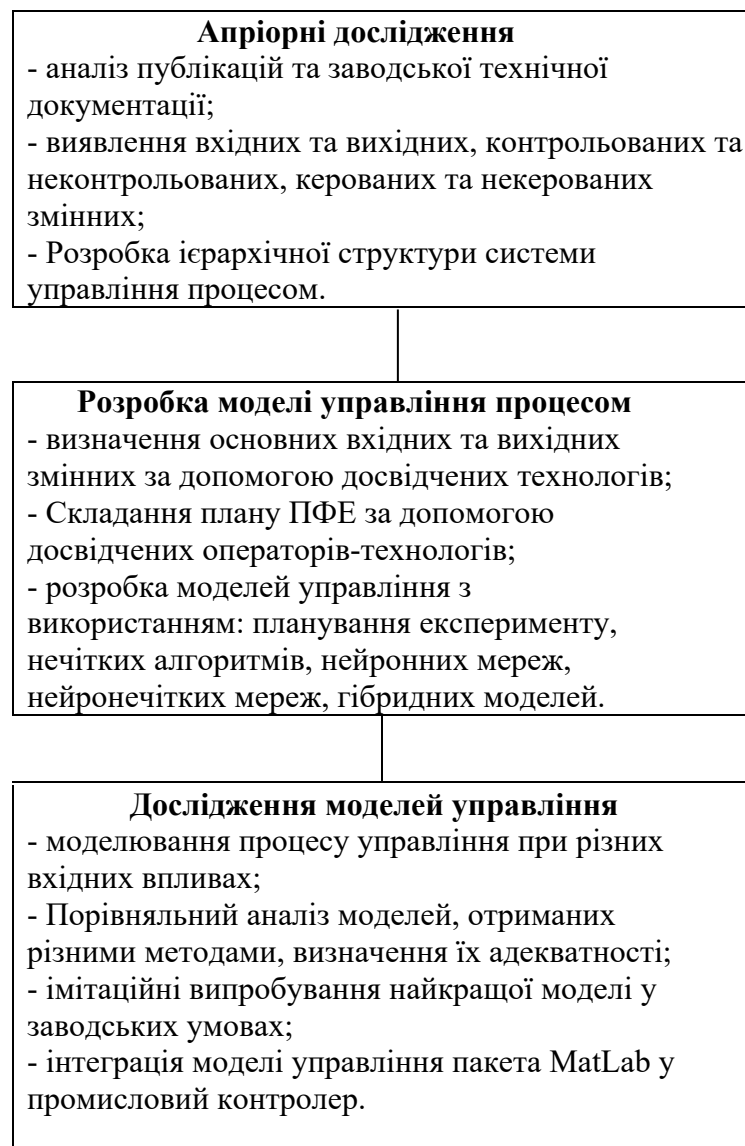 Апріорні дослідження
- аналіз публікацій та заводської технічної
документації;
- виявлення вхідних та вихідних, контрольованих та
неконтрольованих, керованих та некерованих
змінних;
- Розробка ієрархічної структури системи
управління процесом.
Розробка моделі управління процесом
- визначення основних вхідних та вихідних
змінних за допомогою досвідчених технологів;
- Складання плану ПФЕ за допомогою
досвідчених операторів-технологів;
- розробка моделей управління з
використанням: планування експерименту,
нечітких алгоритмів, нейронних мереж,
нейронечітких мереж, гібридних моделей.
Дослідження моделей управління
- моделювання процесу управління при різних
вхідних впливах;
- Порівняльний аналіз моделей, отриманих
різними методами, визначення їх адекватності;
- імітаційні випробування найкращої моделі у
заводських умовах;
- інтеграція моделі управління пакета MatLab у
промисловий контролер.